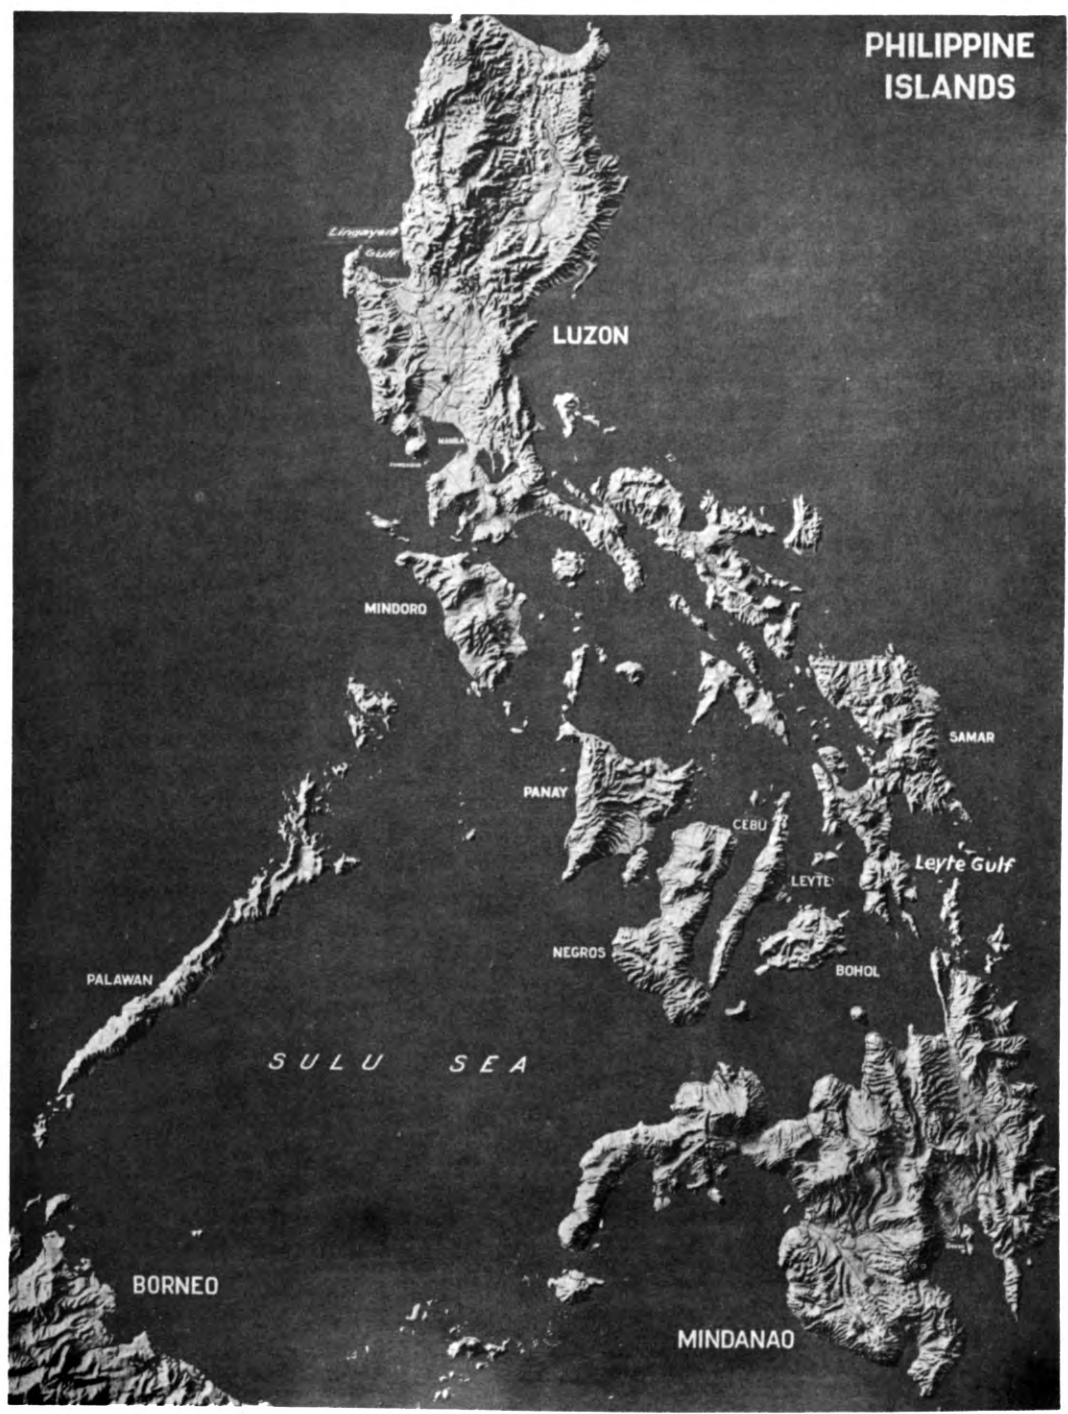 PHILIPPINE
ISLANDS
Lingayen
Gulf
LUZON
MANILA
MINDORO
SAMAR
PANAY
CEBU
Leyte Gulf
LEYTE
NEGROS
BOHOL
PALAWAN
SULU SEA
BORNEO
MINDANAO